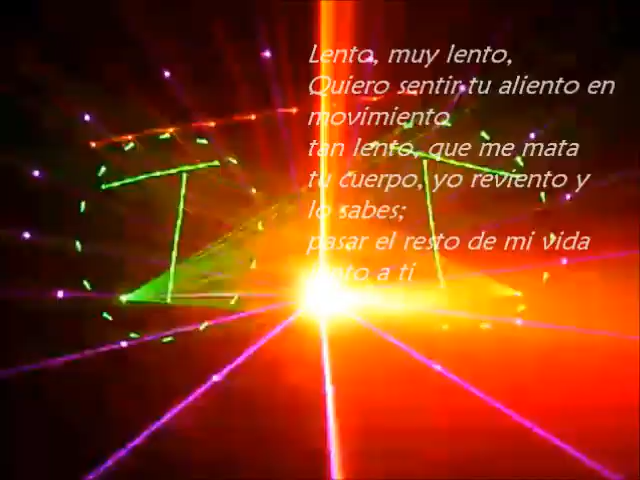 Lento, muy lento,
Quiero sentir tu aliento en
movimiento
tan lento, que me mata
tu cuerpo, yo reviento y
lo sabes;
pasar el resto de mi vida
junto a ti